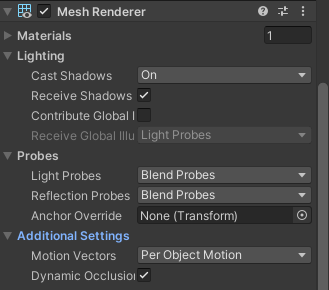 Mesh Renderer
Materials 1
Lighting
Cast Shadows On
Receive Shadows
Contribute Global I
Receive Global Illu Light Probes
Probes
Light Probes Blend Probes
Reflection Probes Blend Probes
Anchor Override None (Transform)
Additional Settings
Motion Vectors Per Object Motion
Dynamic Occlusion